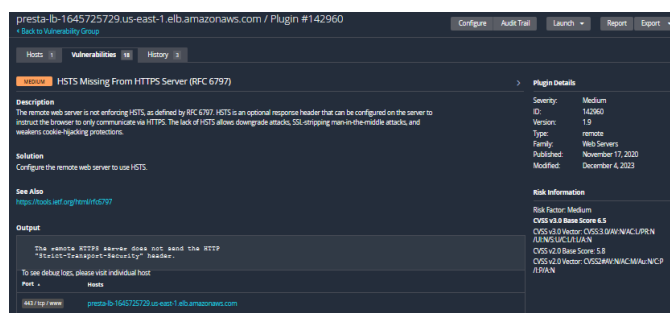 presta-lb-1645725729.us-east-1.elb.amazonaws.com / Plugin #142960
Configure Audit Trail Launch Report Export
< Back to Vulnerability Group
Hosts 1 Vulnerabilities 18 History 3
MEDIUM HSTS Missing From HTTPS Server (RFC 6797)
Description
The remote web server is not enforcing HSTS, as defined by RFC 6797. HSTS is an optional response header that can be configured on the server to
instruct the browser to only communicate via HTTPS. The lack of HSTS allows downgrade attacks, SSL-stripping man-in-the-middle attacks, and
weakens cookie-hijacking protections.
Solution
Configure the remote web server to use HSTS.
See Also
https://tools.ietf.org/html/rfc6797
Output
The remote HTTPS server does not send the HTTP
"Strict-Transport-Security" header.
To see debug logs, please visit individual host
Port Hosts
443 / tcp / www presta-lb-1645725729.us-east-1.elb.amazonaws.com
Plugin Details
Severity: Medium
ID: 142960
Version: 1.9
Type: remote
Family: Web Servers
Published: November 17, 2020
Modified: December 4, 2023
Risk Information
Risk Factor: Medium
CVSS v3.0 Base Score 6.5
CVSS v3.0 Vector: CVSS:3.0/AV:N/AC:L/PR:N
/UI:N/S:U/C:L/I:L/A:N
CVSS v2.0 Base Score: 5.8
CVSS v2.0 Vector: CVSS2#AV:N/AC:M/Au:N/C:P
/I:P/A:N